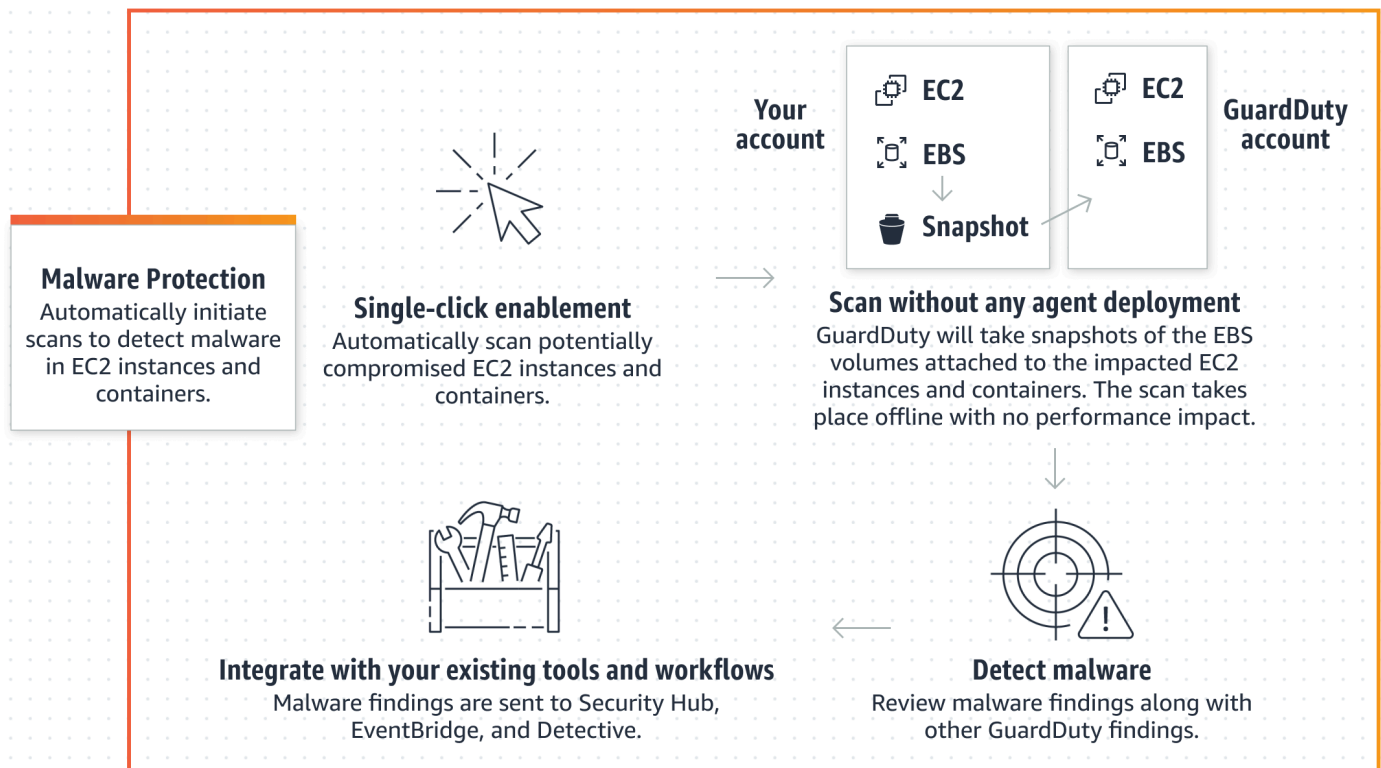 Malware Protection
Automatically initiate
scans to detect malware
in EC2 instances and
containers.
Single-click enablement
Automatically scan potentially
compromised EC2 instances and
containers.
Your
account
EC2
EBS
Snapshot
EC2
EBS
GuardDuty
account
Scan without any agent deployment
GuardDuty will take snapshots of the EBS
volumes attached to the impacted EC2
instances and containers. The scan takes
place offline with no performance impact.
Detect malware
Review malware findings along with
other GuardDuty findings.
Integrate with your existing tools and workflows
Malware findings are sent to Security Hub,
EventBridge, and Detective.